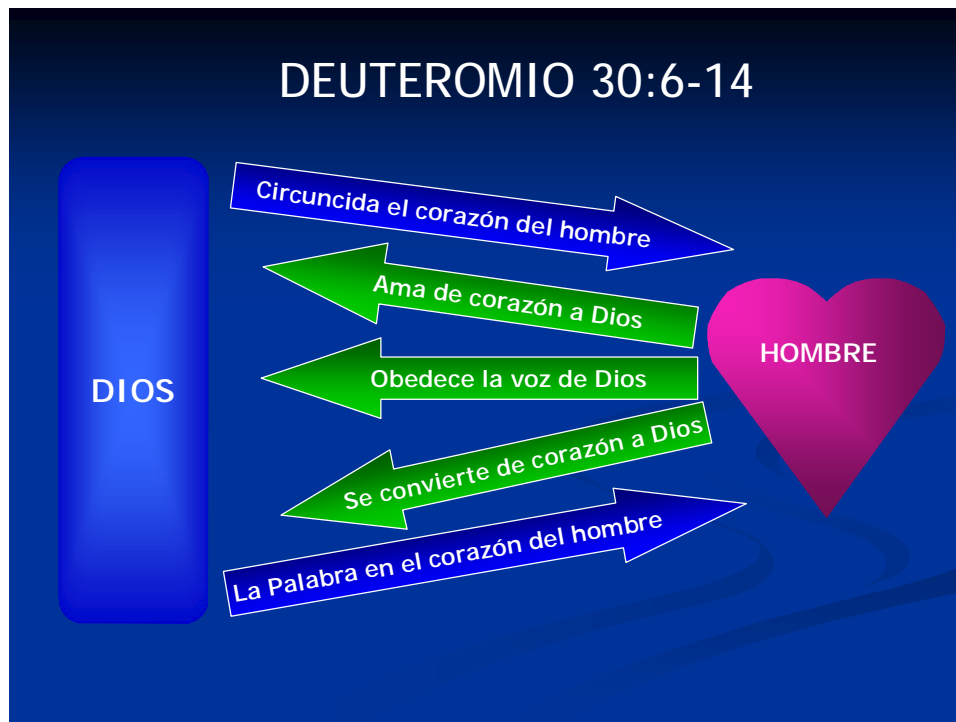 DEUTEROMIO 30:6-14
Circuncida el corazón del hombre
Ama de corazón a Dios
HOMBRE
DIOS
Obedece la voz de Dios
Se convierte de corazón a Dios
La Palabra en el corazón del hombre